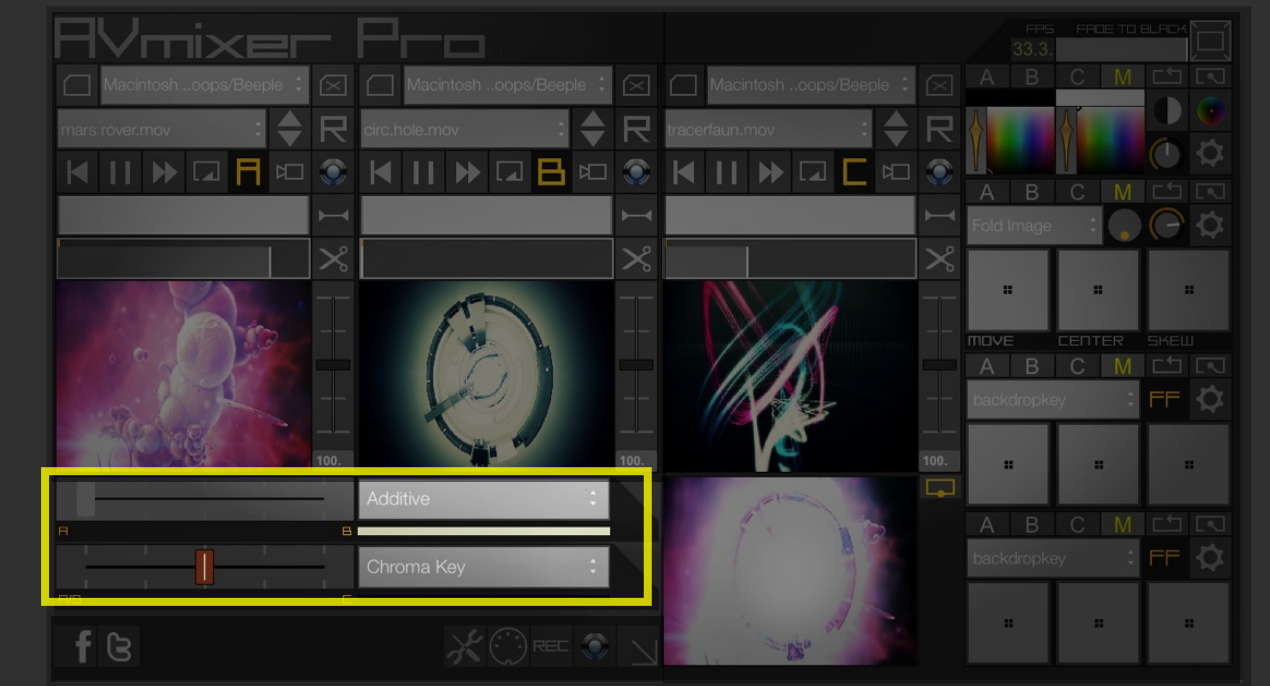 AVmixer Pro
FPS FADE TO BLACK
33.3.
Macintosh ..oops/Beeple Macintosh ..oops/Beeple Macintosh ..oops/Beeple
A B C M
mars rover.mov R circ.hole.mov R tracerfaun.mov R
A B C
A B C M
Fold Image
MOVE CENTER SKEW
A B C M
backdropkey FF
100. 100. 100.
Additive
A B
A B C M
Chroma Key
backdropkey FF
A/B C
f t REC